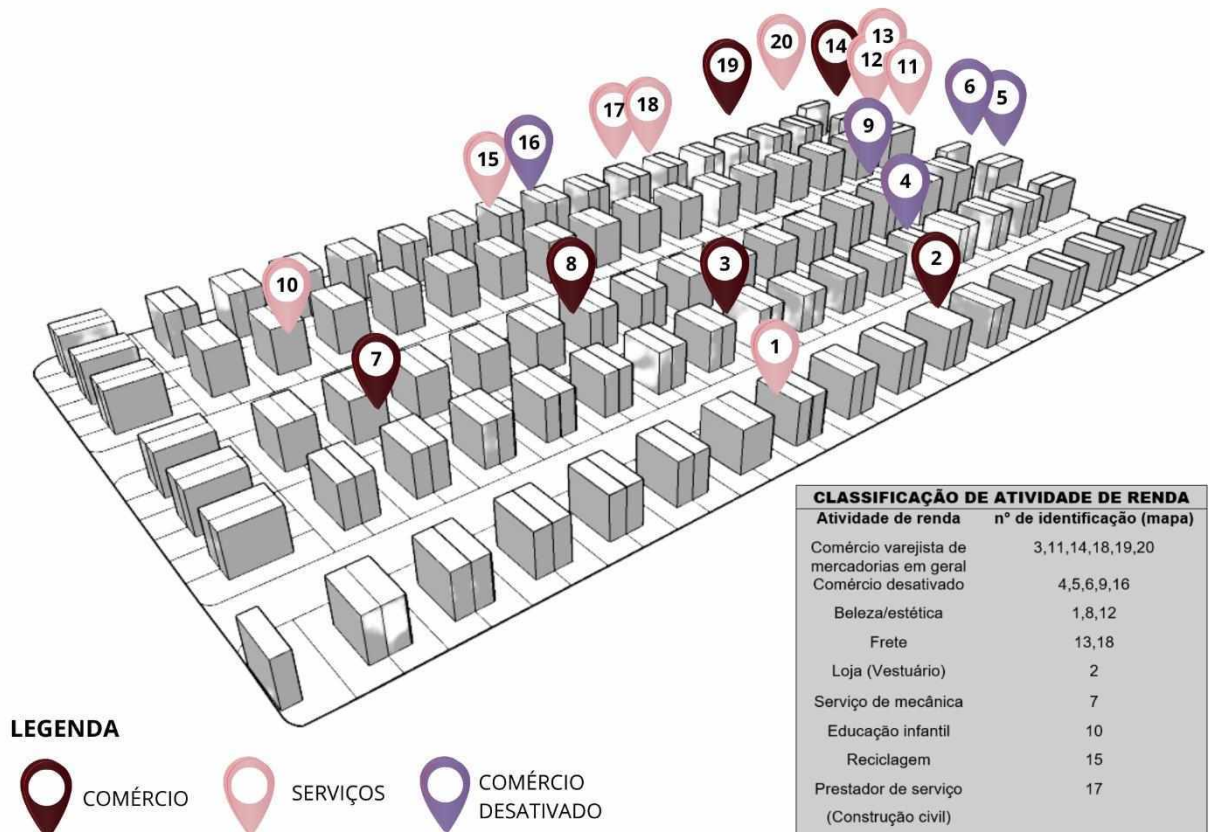 20
13
14
19
12
11
6
5
17
18
9
16
15
4
8
3
2
10
1
7
CLASSIFICAÇÃO DE ATIVIDADE DE RENDA
Atividade de renda nº de identificação (mapa)
Comércio varejista de 3,11,14,18,19,20
mercadorias em geral
Comércio desativado 4,5,6,9,16
Beleza/estética 1,8,12
Frete 13,18
Loja (Vestuário) 2
Serviço de mecânica 7
Educação infantil 10
Reciclagem 15
Prestador de serviço 17
(Construção civil)
LEGENDA
COMÉRCIO
SERVIÇOS
COMÉRCIO
DESATIVADO